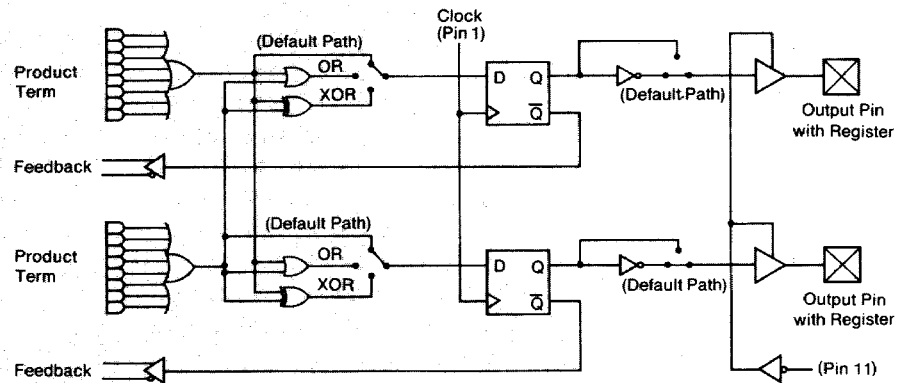 Clock
(Pin 1)
(Default Path)
OR
XOR
Product
Term
D Q
Q
(Default Path)
Output Pin
with Register
Feedback
(Default Path)
OR
XOR
Product
Term
D Q
Q
(Default Path)
Output Pin
with Register
Feedback
(Pin 11)